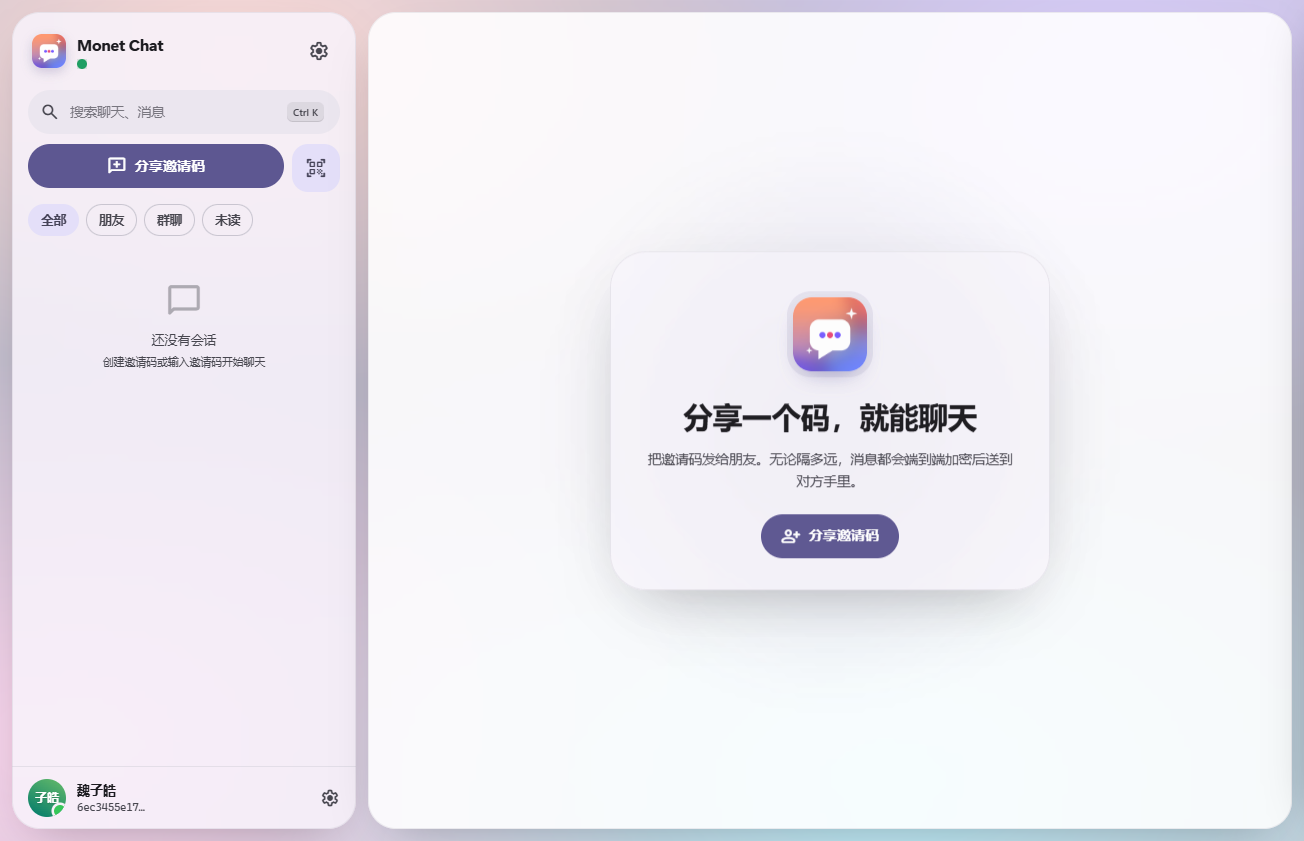 Monet Chat
搜索聊天、消息
Ctrl K
分享邀请码
全部
朋友
群聊
未读
还没有会话
创建邀请码或输入邀请码开始聊天
分享一个码，就能聊天
把邀请码发给朋友。无论隔多远，消息都会端到端加密后送到
对方手里。
分享邀请码
子皓
魏子皓
6ec3455e17…